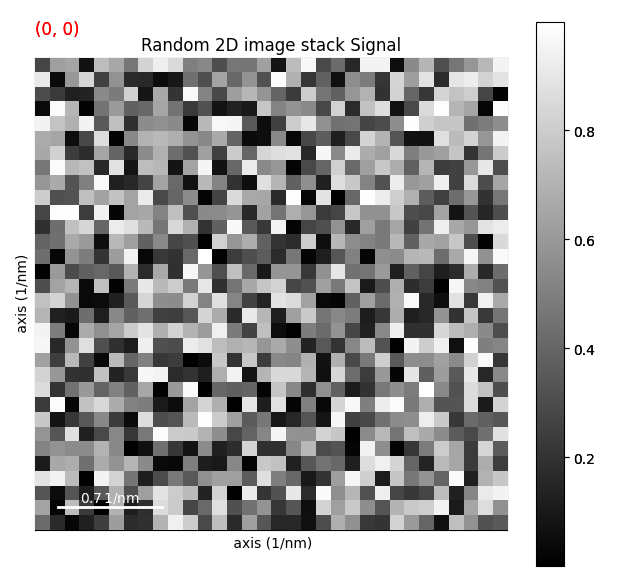 (0, 0)
Random 2D image stack Signal
axis (1/nm)
0.7 1/nm
axis (1/nm)
0.8
0.6
0.4
0.2